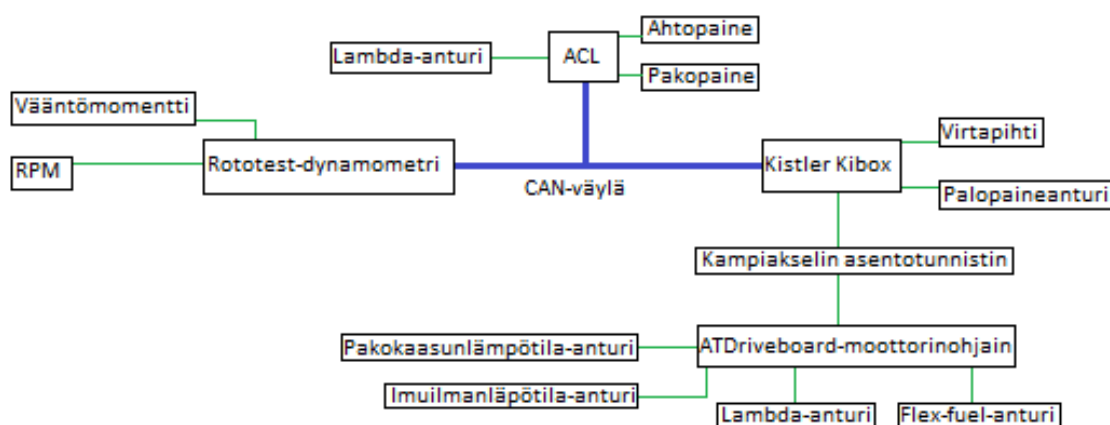 Ahtopaine
Lambda-anturi
ACL
Pakopaine
Vääntömomentti
Virtapihti
RPM
Rototest-dynamometri
Kistler Kibox
CAN-väylä
Palopaineanturi
Kampiakselin asentotunnistin
Pakokaasunlämpötila-anturi
ATDriveboard-moottorinohjain
Imuilmanläpötila-anturi
Lambda-anturi
Flex-fuel-anturi